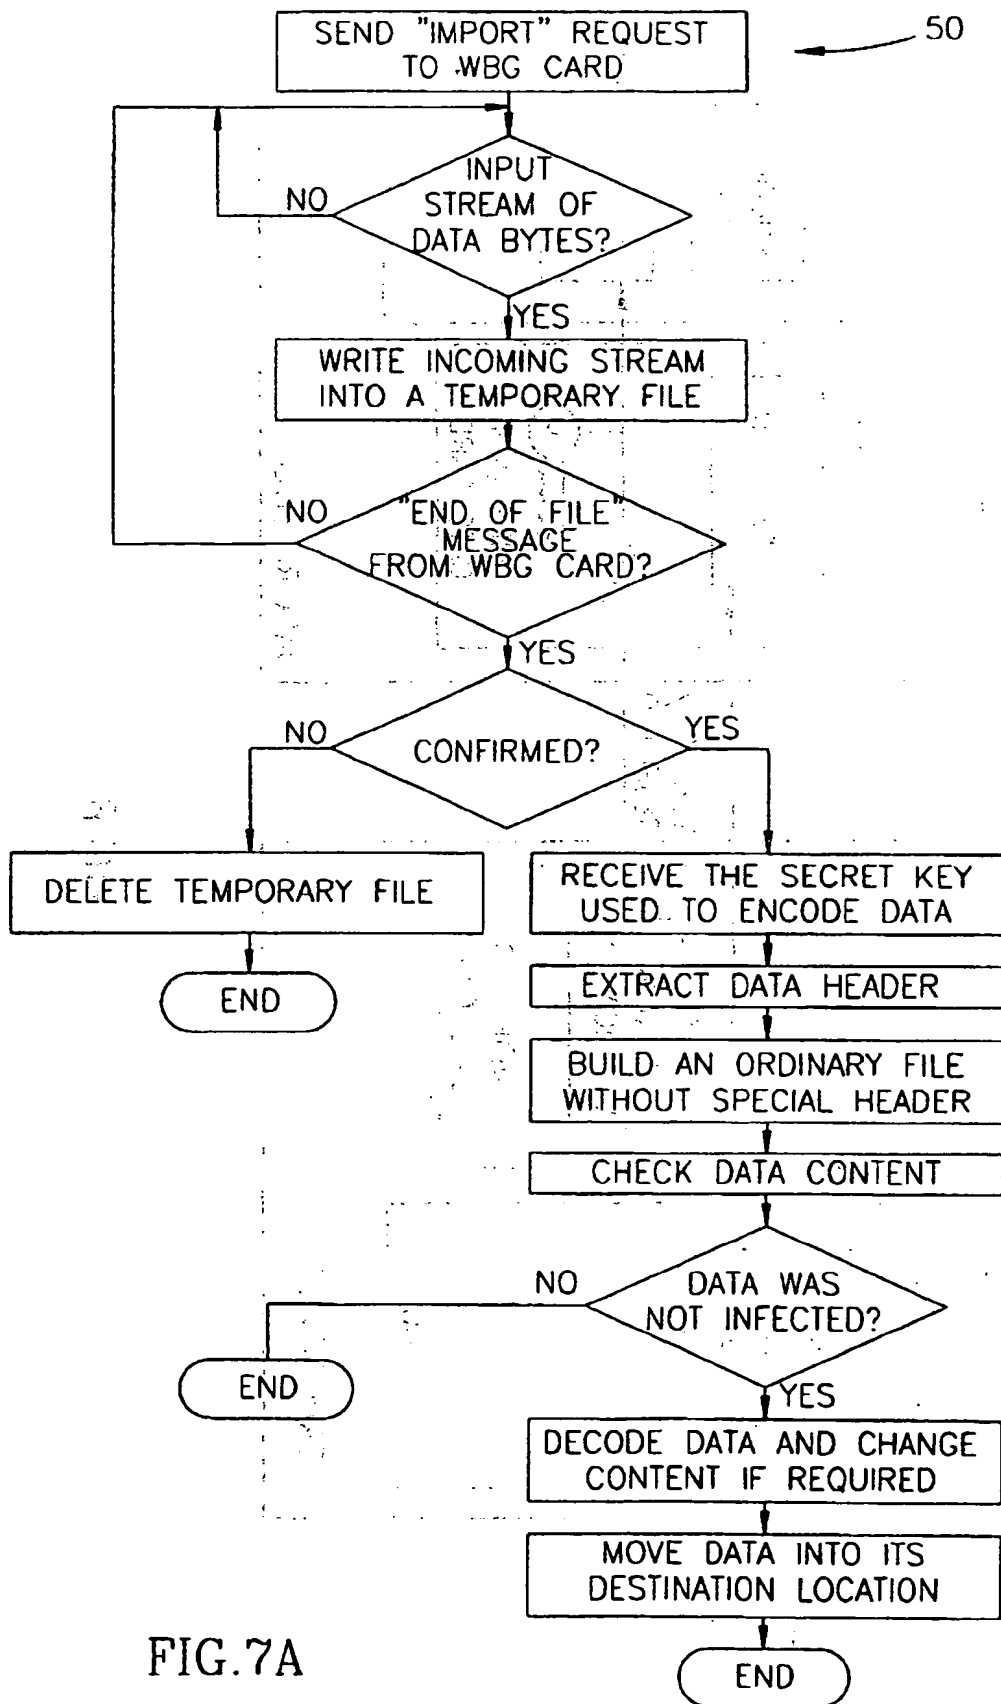 SEND "IMPORT" REQUEST
TO WBG CARD
50
INPUT
STREAM OF
DATA BYTES?
NO
YES
WRITE INCOMING STREAM
INTO A TEMPORARY FILE
"END OF FILE"
MESSAGE
FROM WBG CARD?
NO
YES
CONFIRMED?
NO
YES
DELETE TEMPORARY FILE
END
RECEIVE THE SECRET KEY
USED TO ENCODE DATA
EXTRACT DATA HEADER
BUILD AN ORDINARY FILE
WITHOUT SPECIAL HEADER
CHECK DATA CONTENT
DATA WAS
NOT INFECTED?
NO
END
YES
DECODE DATA AND CHANGE
CONTENT IF REQUIRED
MOVE DATA INTO ITS
DESTINATION LOCATION
END
FIG.7A